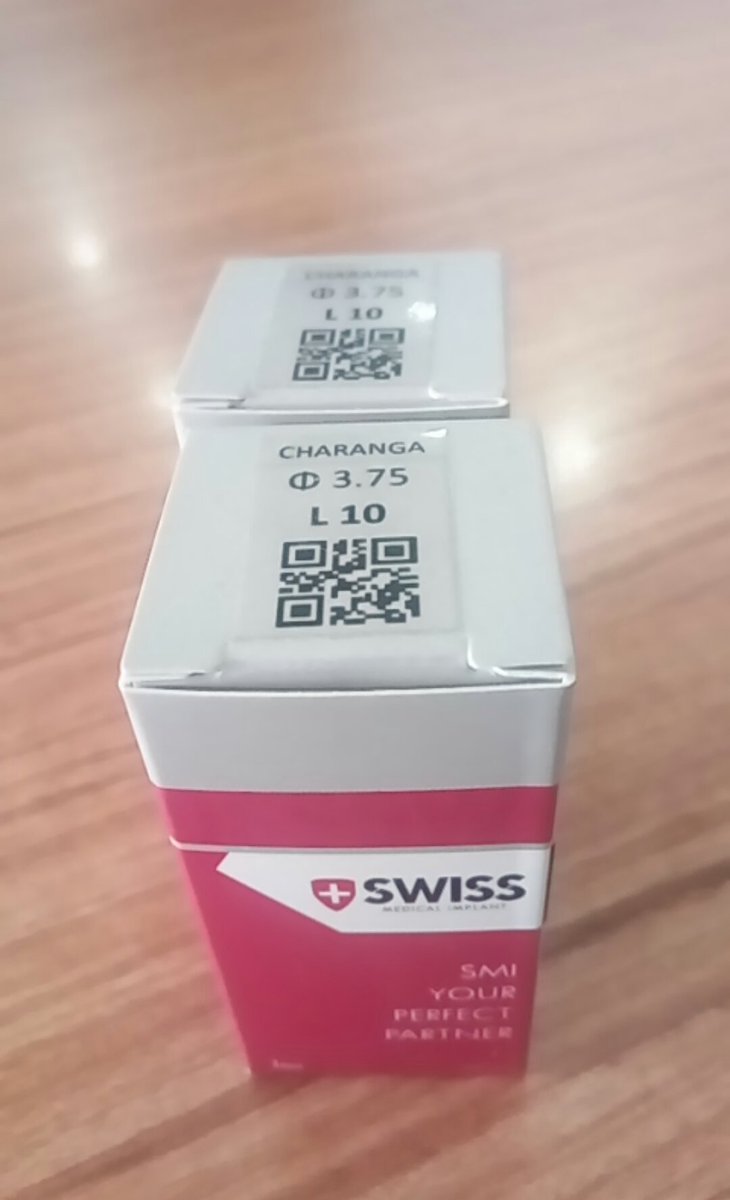 CHARANGA
Φ 3.75
L 10
CHARANGA
Φ 3.75
L 10
SWISS
MEDICAL IMPLANT
SMI
YOUR
PERFECT
PARTNER